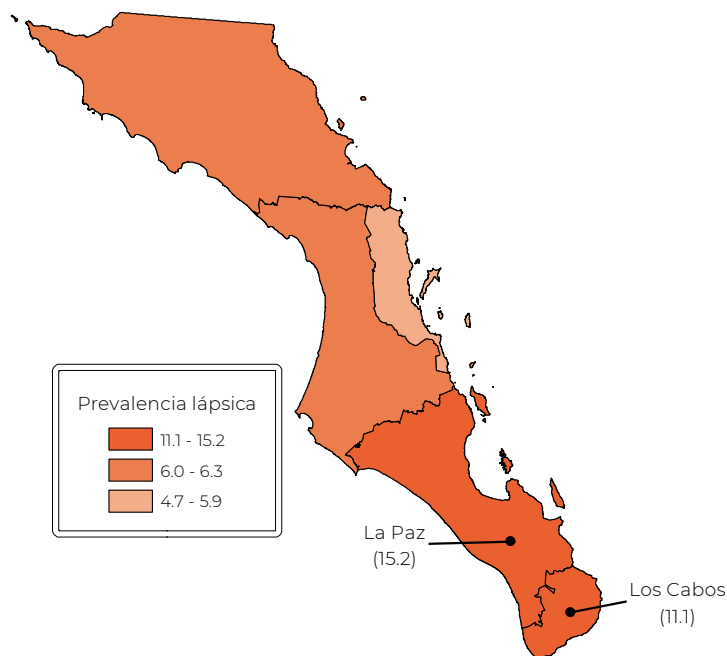 Prevalencia lápsica
11.1 - 15.2
6.0 - 6.3
4.7 - 5.9
La Paz
(15.2)
Los Cabos
(11.1)